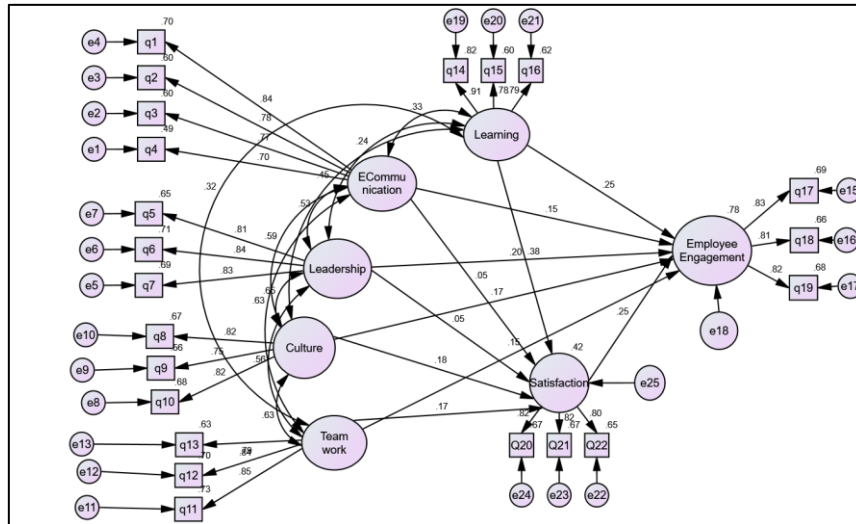 e4
q1
.70
e3
q2
.60
e2
q3
.60
e1
q4
.49
.84
.78
.77
.70
e19
e20
e21
.82
.60
.62
q14
q15
q16
.91
.78
.79
Learning
.33
.24
.45
.32
ECommu
nication
.53
.59
e7
q5
.65
e6
q6
.71
e5
q7
.69
.81
.84
.83
Leadership
.65
.63
.56
.63
e10
q8
.67
e9
q9
.56
e8
q10
.68
.82
.75
.82
Culture
e13
q13
.63
e12
q12
.70
e11
q11
.73
.85
Team
work
.25
.15
.20
.38
.17
.05
.05
.15
.18
.17
.25
.78
Employee
Engagement
.83
.81
.82
.69
q17
e15
.66
q18
e16
.68
q19
e17
e18
.42
Satisfaction
e25
.82
.67
.82
.67
.80
.65
Q20
Q21
Q22
e24
e23
e22